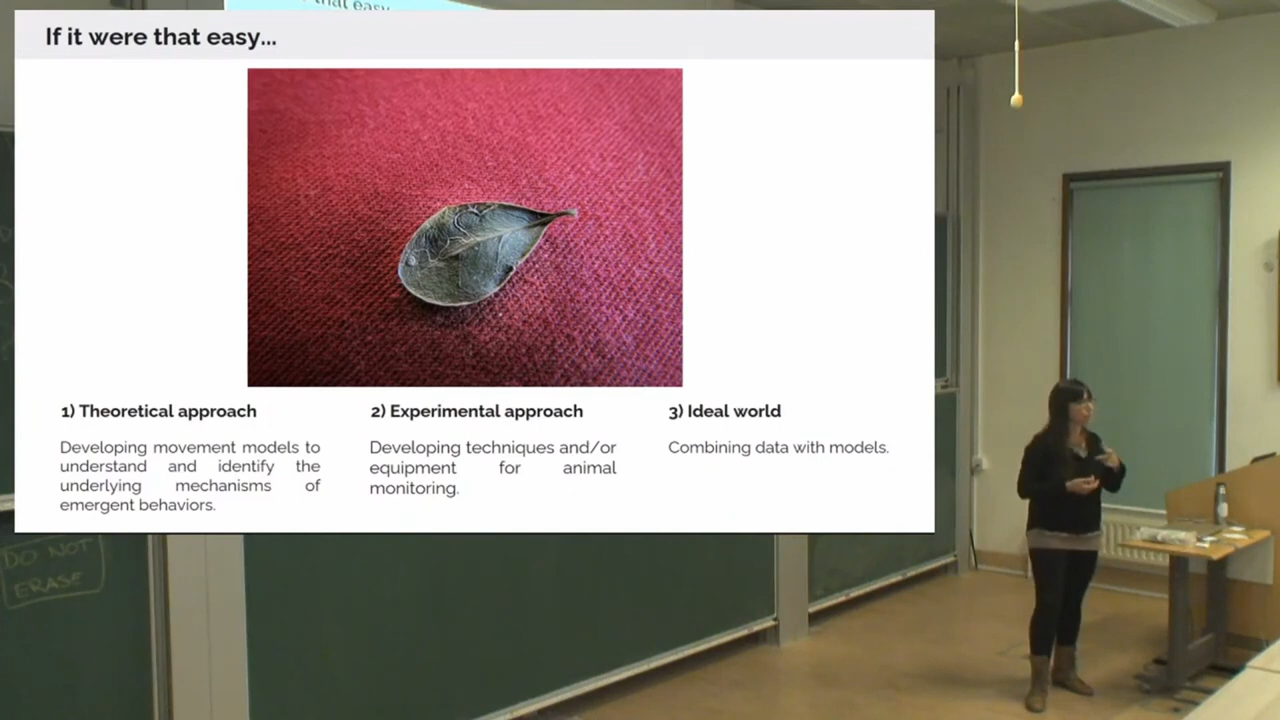 that easy
If it were that easy...
1) Theoretical approach
Developing movement models to
understand and identify the
underlying mechanisms of
emergent behaviors.
2) Experimental approach
Developing techniques and/or
equipment for animal
monitoring.
3) Ideal world
Combining data with models.
DO NOT
ERASE